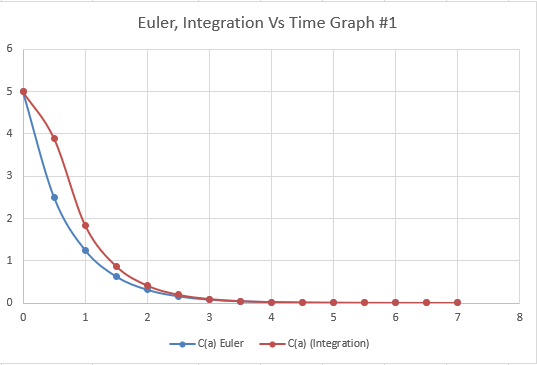 Euler, Integration Vs Time Graph #1
6
5
4
3
2
1
0
0 1 2 3 4 5 6 7 8
C(a) Euler C(a) (Integration)